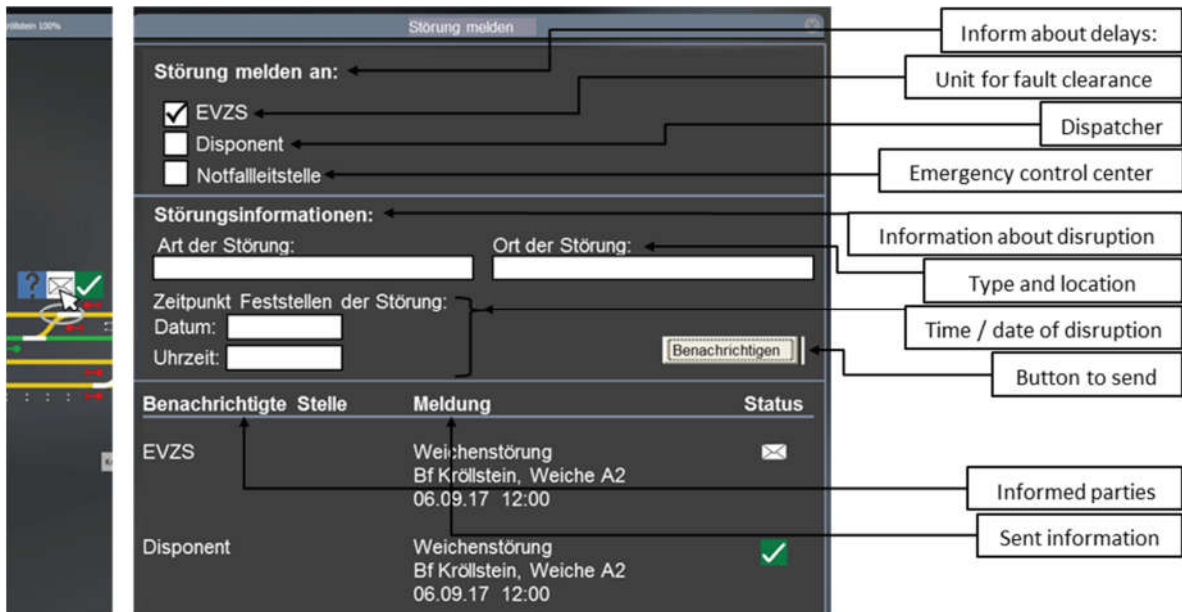 Störung melden
Inform about delays:
Störung melden an:
EVZS
Unit for fault clearance
Disponent
Dispatcher
Notfallleitstelle
Emergency control center
Störungsinformationen:
Information about disruption
Art der Störung:
Ort der Störung:
Type and location
Zeitpunkt Feststellen der Störung:
Datum:
Time / date of disruption
Uhrzeit:
Benachrichtigen
Button to send
Benachrichtigte Stelle
Meldung
Status
EVZS
Weichenstörung
Bf Kröllstein, Weiche A2
06.09.17 12:00
Informed parties
Sent information
Disponent
Weichenstörung
Bf Kröllstein, Weiche A2
06.09.17 12:00